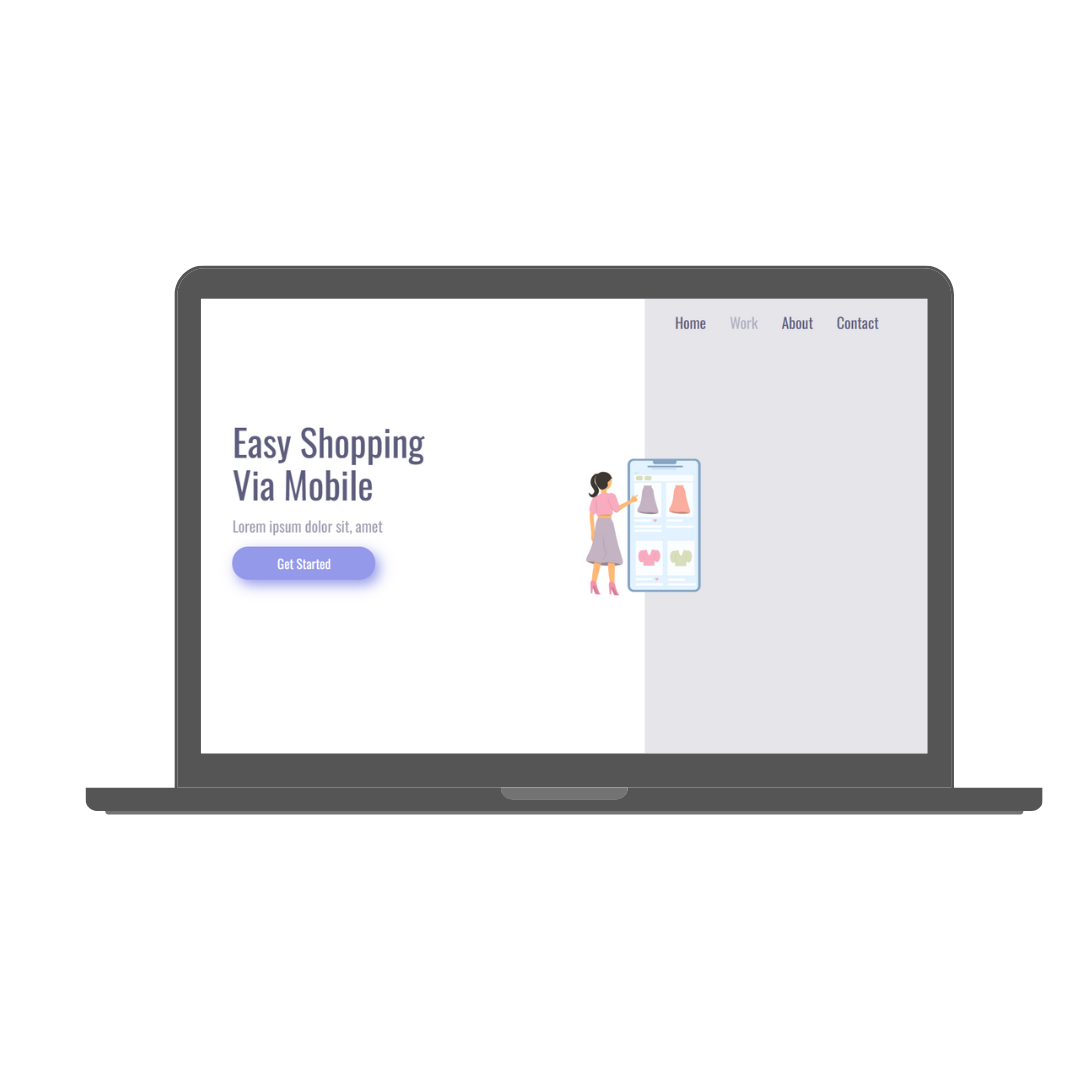 Home Work About Contact
Easy Shopping
Via Mobile
Lorem ipsum dolor sit, amet
Get Started